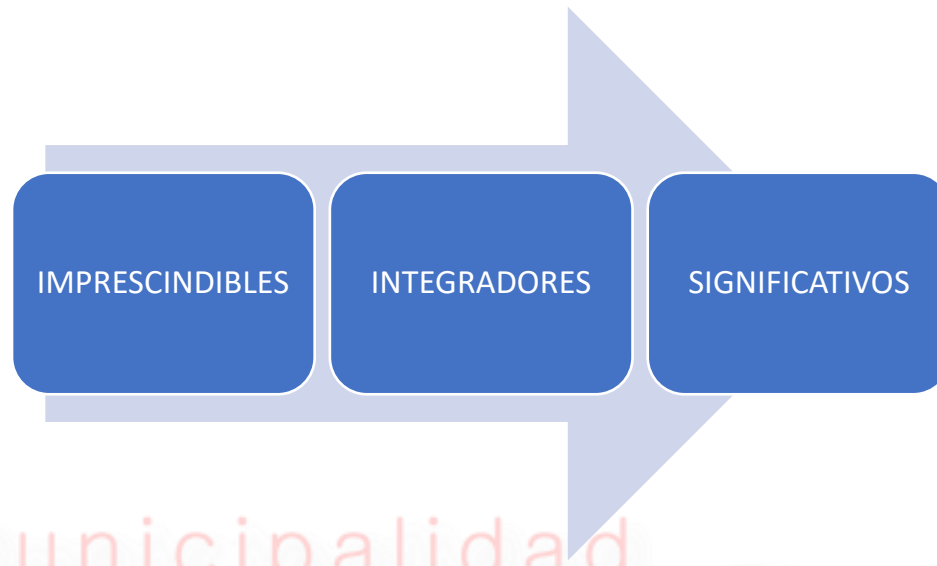 IMPRESCINDIBLES
INTEGRADORES
SIGNIFICATIVOS
unicipalidad